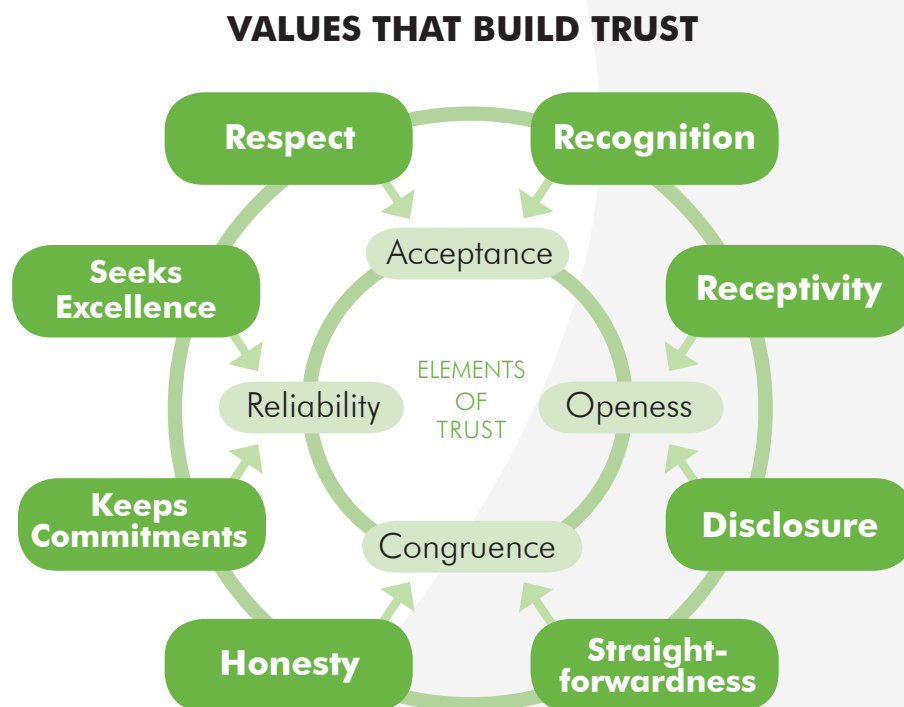 VALUES THAT BUILD TRUST
Respect
Recognition
Acceptance
Seeks
Excellence
Receptivity
ELEMENTS
OF
TRUST
Reliability
Openess
Keeps
Commitments
Disclosure
Congruence
Honesty
Straight-
forwardness